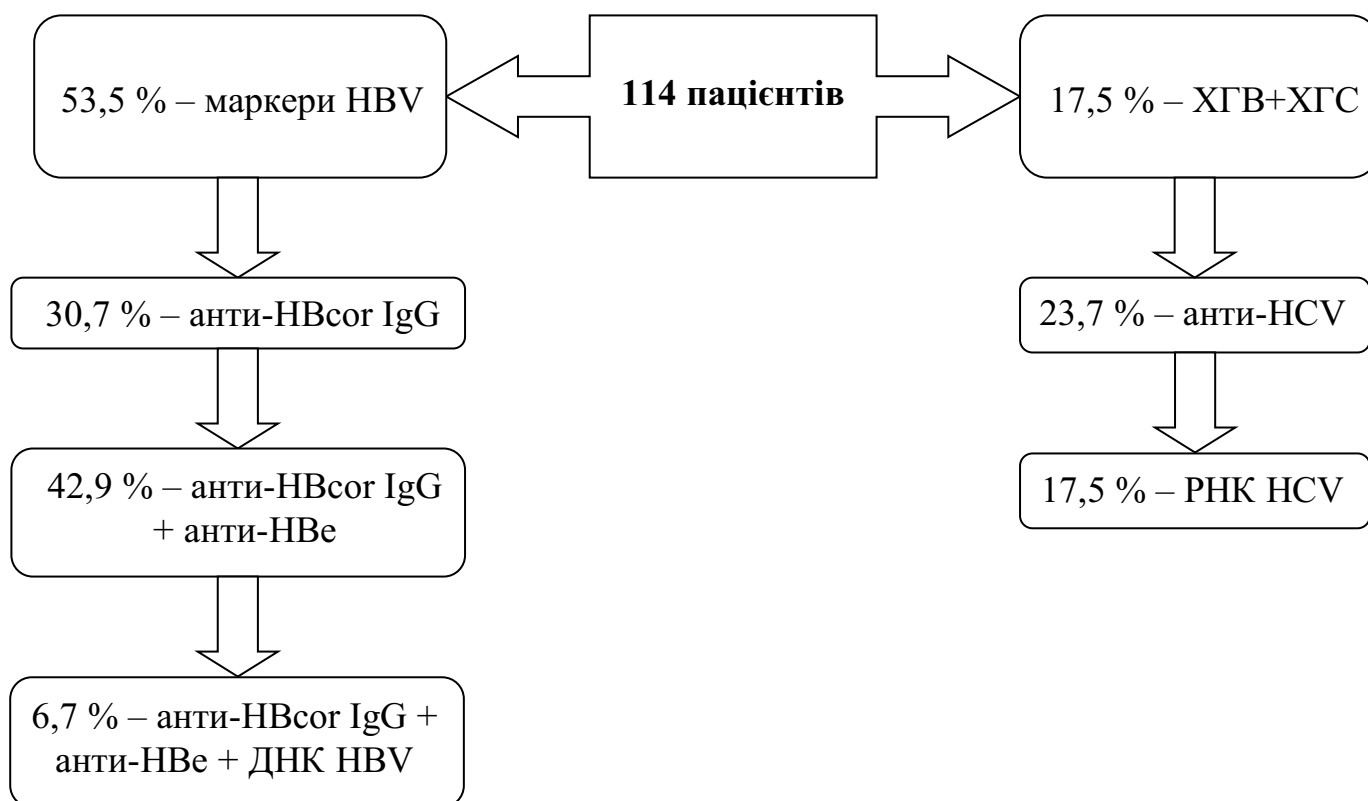 53,5 % – маркери HBV
114 пацієнтів
17,5 % – ХГВ+ХГС
30,7 % – анти-HBcor IgG
23,7 % – анти-HCV
42,9 % – анти-HBcor IgG
+ анти-HBe
17,5 % – РНК HCV
6,7 % – анти-HBcor IgG +
анти-HBe + ДНК HBV